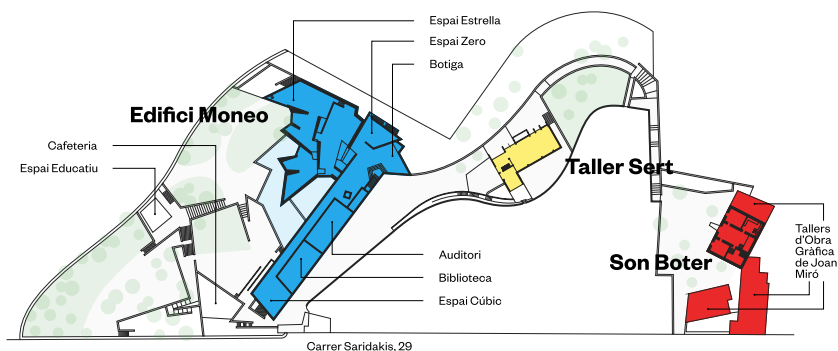 Espai Estrella
Espai Zero
Botiga
Edifici Moneo
Cafeteria
Espai Educatiu
Taller Sert
Son Boter
Tallers
d'Obra
Gràfica
de Joan
Miró
Auditori
Biblioteca
Espai Cúbic
Carrer Saridakis, 29